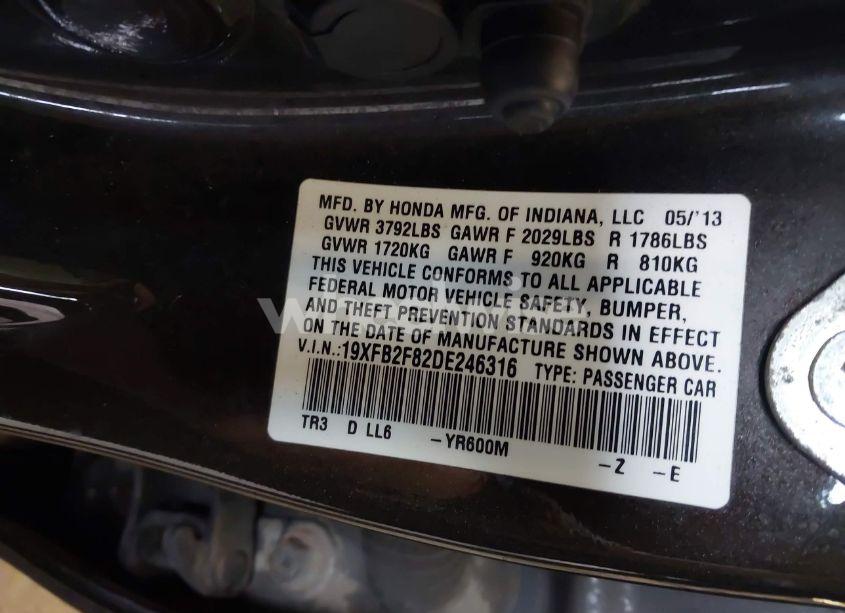 MFD. BY HONDA MFG. OF INDIANA, LLC 05/'13
GVWR 3792LBS GAWR F 2029LBS R 1786LBS
GVWR 1720KG GAWR F 920KG R 810KG
THIS VEHICLE CONFORMS TO ALL APPLICABLE
FEDERAL MOTOR VEHICLE SAFETY, BUMPER,
AND THEFT PREVENTION STANDARDS IN EFFECT
ON THE DATE OF MANUFACTURE SHOWN ABOVE.
V.I.N.:19XFB2F82DE246316 TYPE: PASSENGER CAR
TR3 D LL6 -YR600M -Z -E